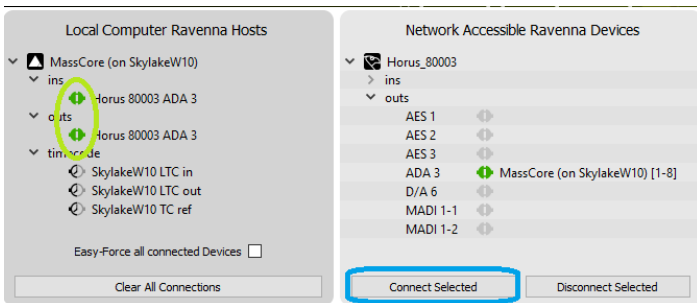 Local Computer Ravenna Hosts
MassCore (on SkylakeW10)
ins
Horus 80003 ADA 3
outs
Horus 80003 ADA 3
timecode
SkylakeW10 LTC in
SkylakeW10 LTC out
SkylakeW10 TC ref
Easy-Force all connected Devices
Clear All Connections
Network Accessible Ravenna Devices
Horus_80003
ins
outs
AES 1
AES 2
AES 3
ADA 3 MassCore (on SkylakeW10) [1-8]
D/A 6
MADI 1-1
MADI 1-2
Connect Selected
Disconnect Selected